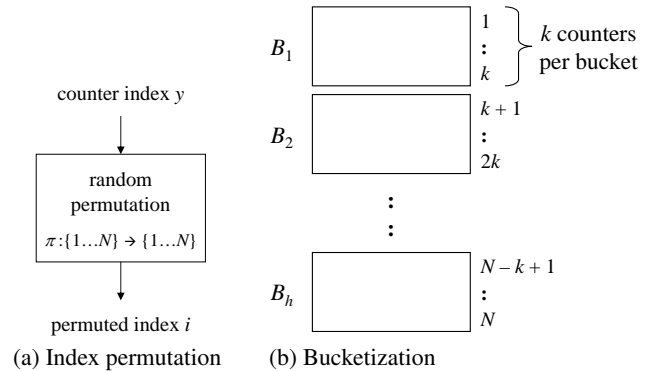 counter index y
random
permutation
π:{1…N} → {1…N}
permuted index i
(a) Index permutation
B1
1
:
k
k counters
per bucket
B2
k + 1
:
2k
:
:
Bh
N – k + 1
:
N
(b) Bucketization